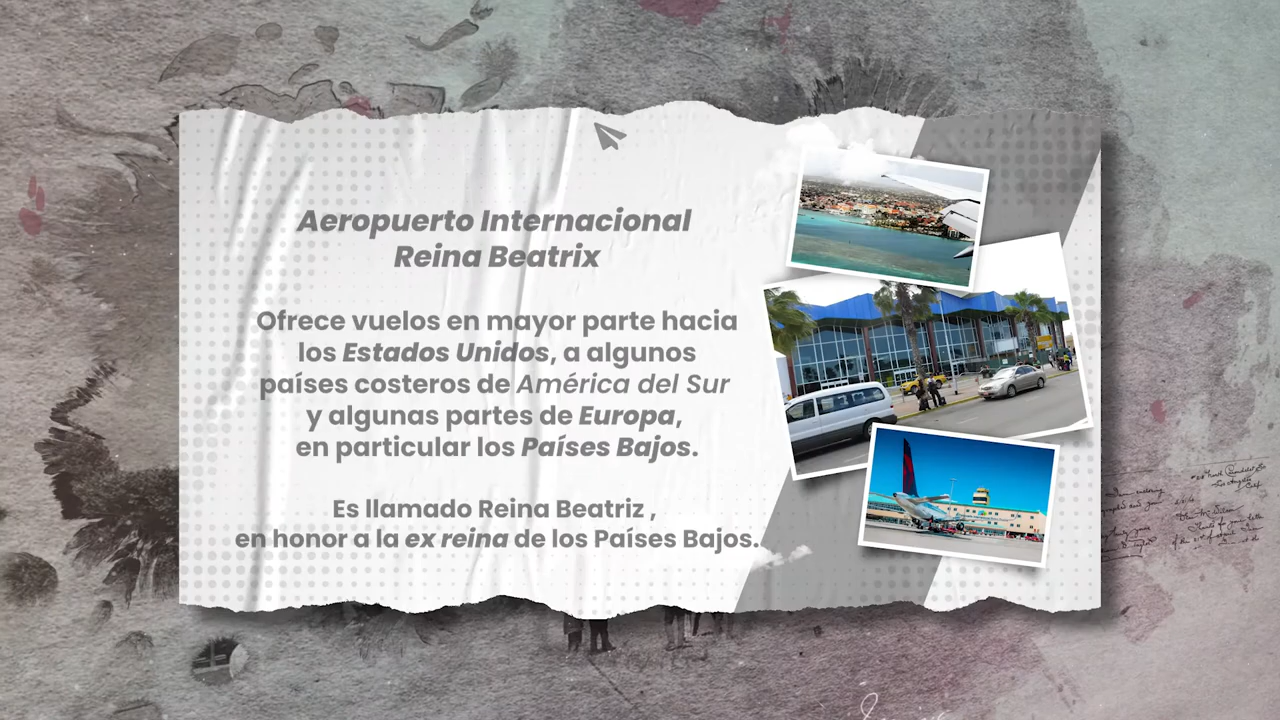 Aeropuerto Internacional
Reina Beatrix
Ofrece vuelos en mayor parte hacia
los Estados Unidos, a algunos
países costeros de América del Sur
y algunas partes de Europa,
en particular los Países Bajos.
Es llamado Reina Beatriz ,
en honor a la ex reina de los Países Bajos.